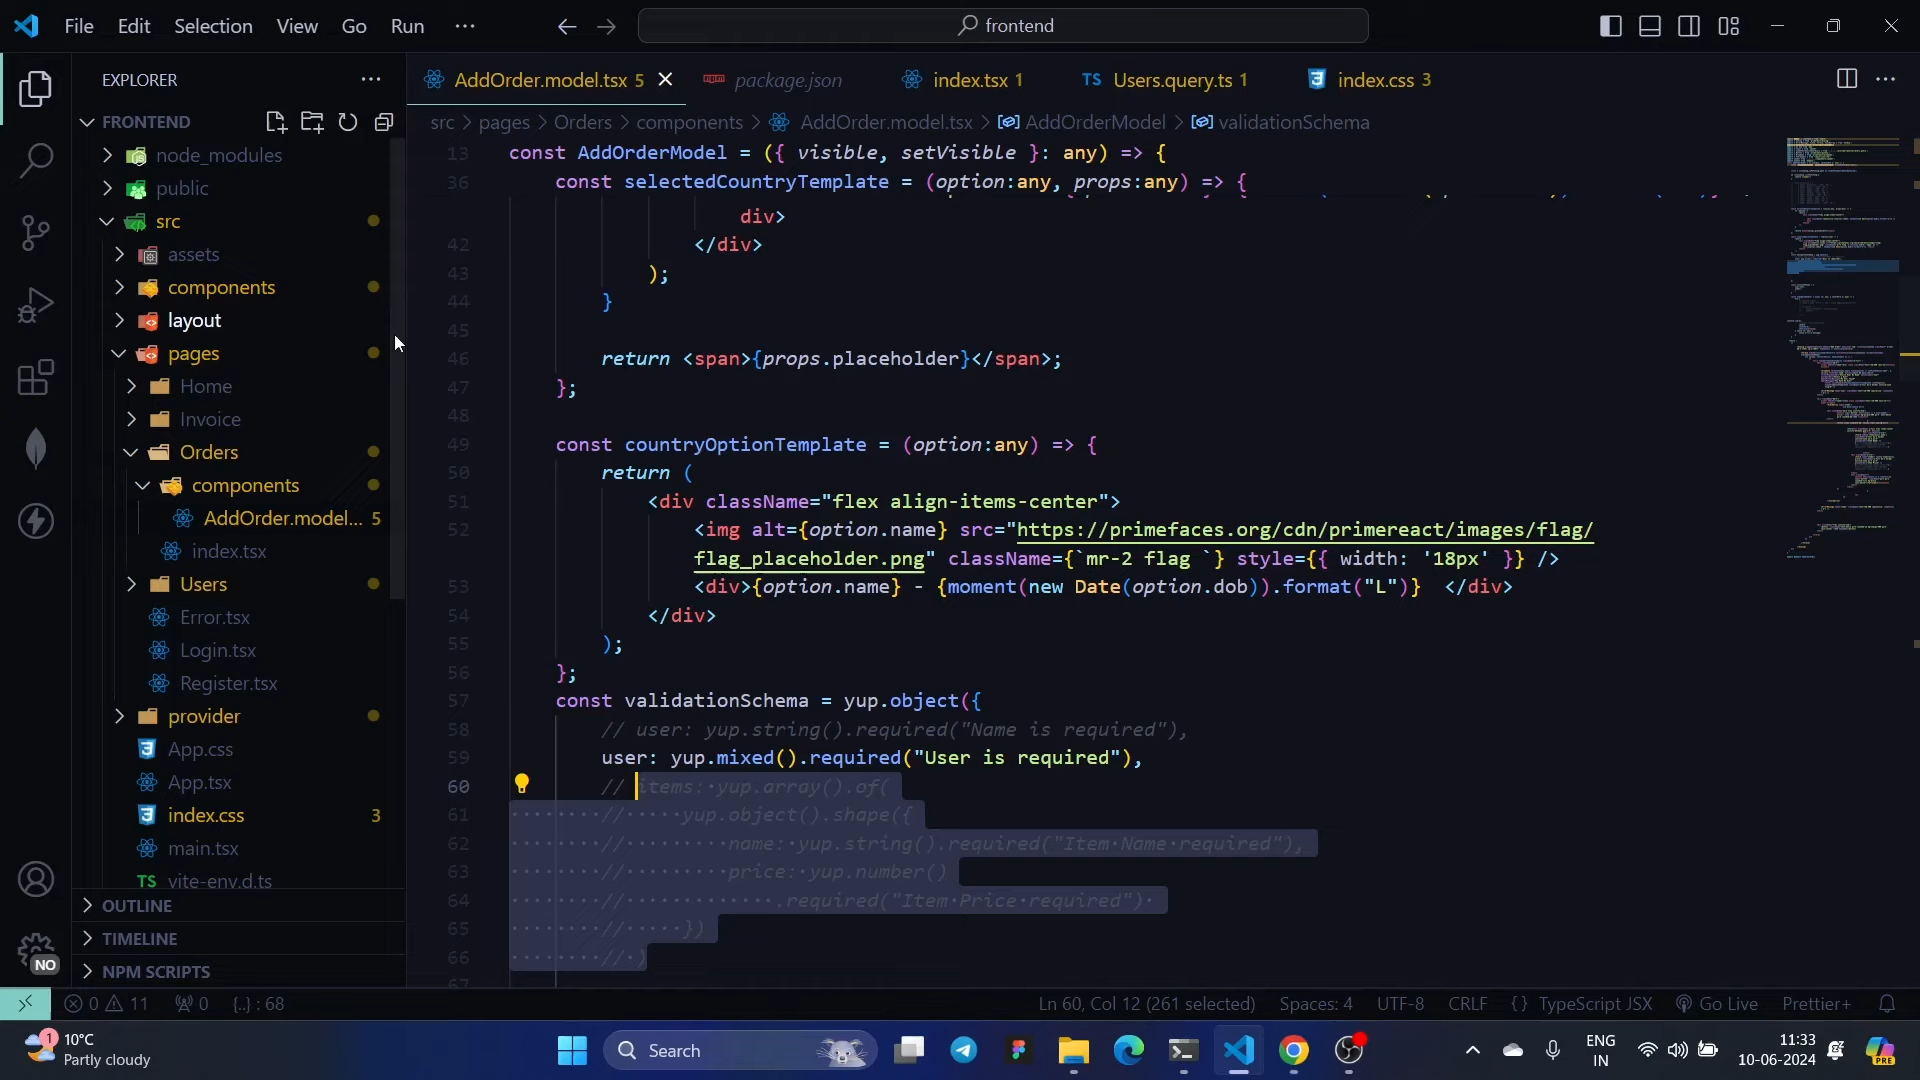 File Edit Selection View Go Run ··· frontend
EXPLORER ···
AddOrder.model.tsx 5 package.json index.tsx 1 TS Users.query.ts 1 index.css 3 ···
FRONTEND
src > pages > Orders > components > AddOrder.model.tsx > AddOrderModel > validationSchema
node_modules
public
src
assets
components
layout
pages
Home
Invoice
Orders
components
AddOrder.model... 5
index.tsx
Users
Error.tsx
Login.tsx
Register.tsx
provider
App.css
App.tsx
index.css 3
main.tsx
TS vite-env.d.ts
OUTLINE
TIMELINE
NPM SCRIPTS
NO
13 const AddOrderModel = ({ visible, setVisible }: any) => {
36 const selectedCountryTemplate = (option:any, props:any) => {
div>
42 </div>
43 );
44 }
45
46 return <span>{props.placeholder}</span>;
47 };
48
49 const countryOptionTemplate = (option:any) => {
50 return (
51 <div className="flex align-items-center">
52 <img alt={option.name} src="https://primefaces.org/cdn/primereact/images/flag/
flag_placeholder.png" className={`mr-2 flag `} style={{ width: '18px' }} />
53 <div>{option.name} - {moment(new Date(option.dob)).format("L")} </div>
54 </div>
55 );
56 };
57 const validationSchema = yup.object({
58 // user: yup.string().required("Name is required"),
59 user: yup.mixed().required("User is required"),
60 // items: yup.array().of(
61 // yup.object().shape({
62 // name: yup.string().required("Item Name required"),
63 // price: yup.number()
64 // .required("Item Price required")
65 // })
66 // )
67
0 11 0 {..} : 68 Ln 60, Col 12 (261 selected) Spaces: 4 UTF-8 CRLF {} TypeScript JSX Go Live Prettier+
1 10°C
Partly cloudy
Search
ENG
IN
11:33
10-06-2024
PRE